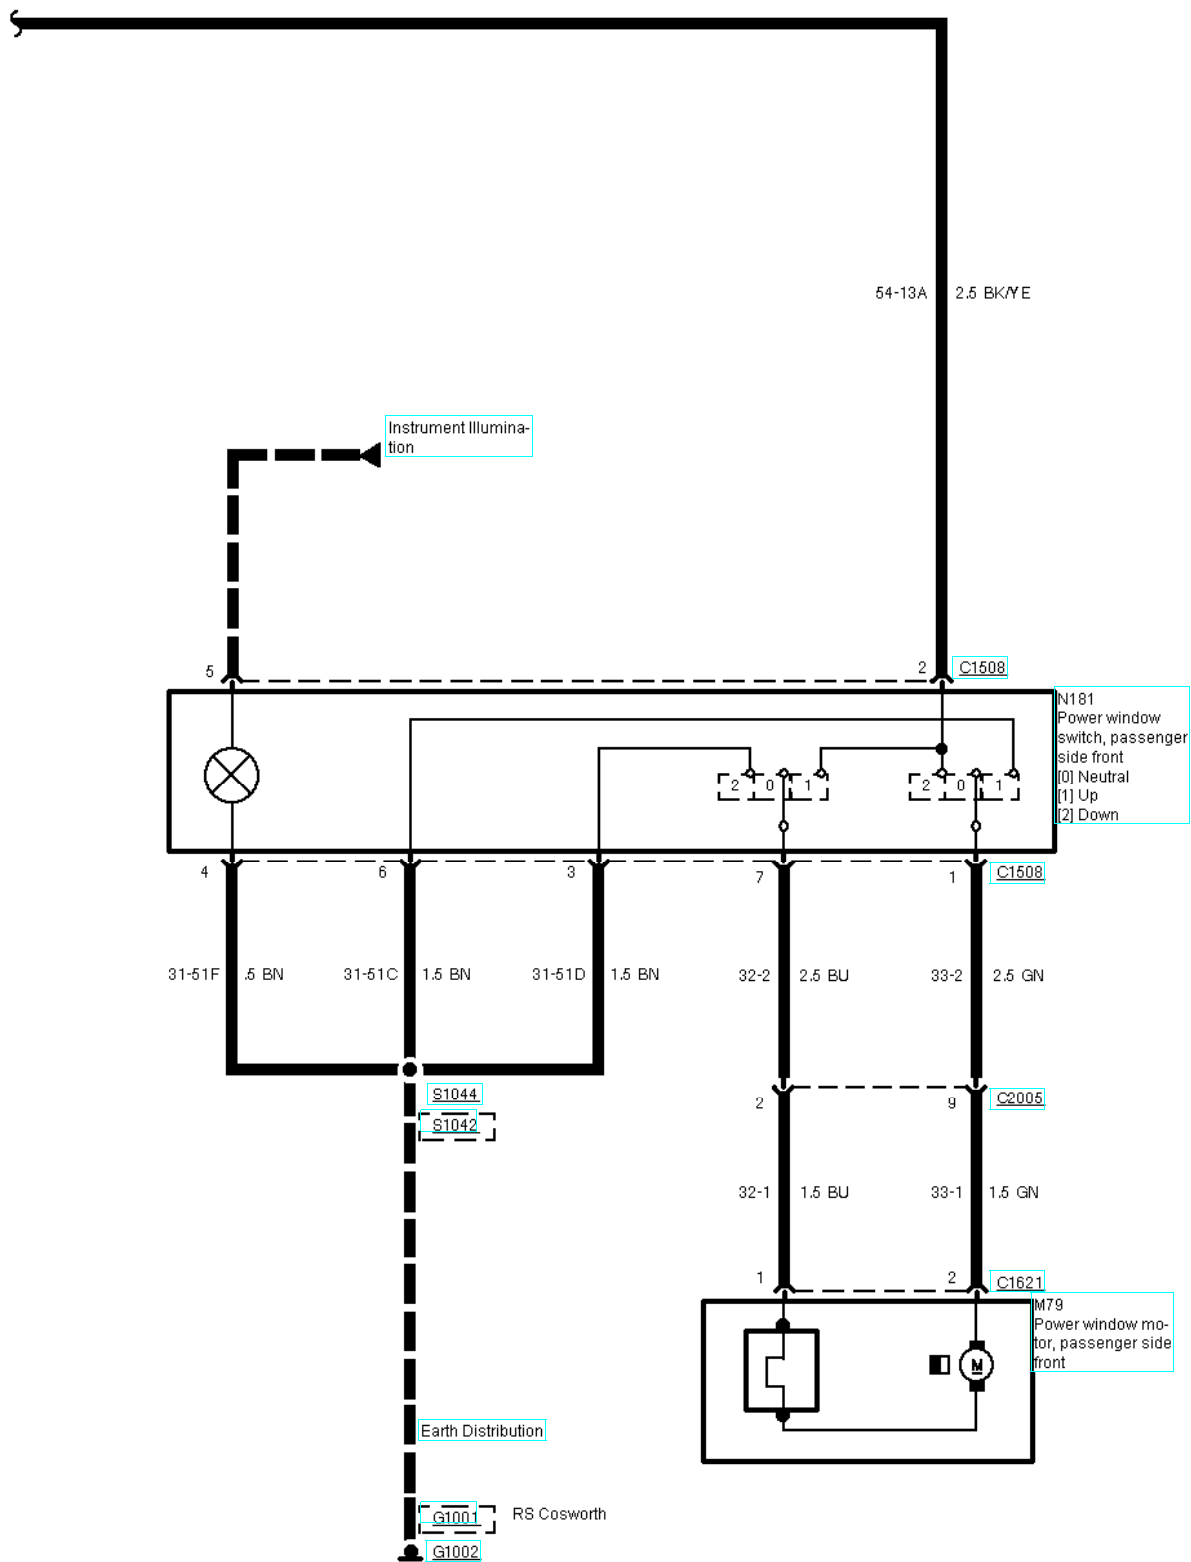 54-13A 2.5 BK/YE
Instrument Illumina-
tion
5 2 C1508
N181
Power window
switch, passenger
side front
[0] Neutral
[1] Up
[2] Down
2 0 1 2 0 1
4 6 3 7 1 C1508
31-51F .5 BN 31-51C 1.5 BN 31-51D 1.5 BN 32-2 2.5 BU 33-2 2.5 GN
S1044
S1042
2 9 C2005
32-1 1.5 BU 33-1 1.5 GN
1 2 C1621
M79
Power window mo-
tor, passenger side
front
M
Earth Distribution
G1001 RS Cosworth
G1002